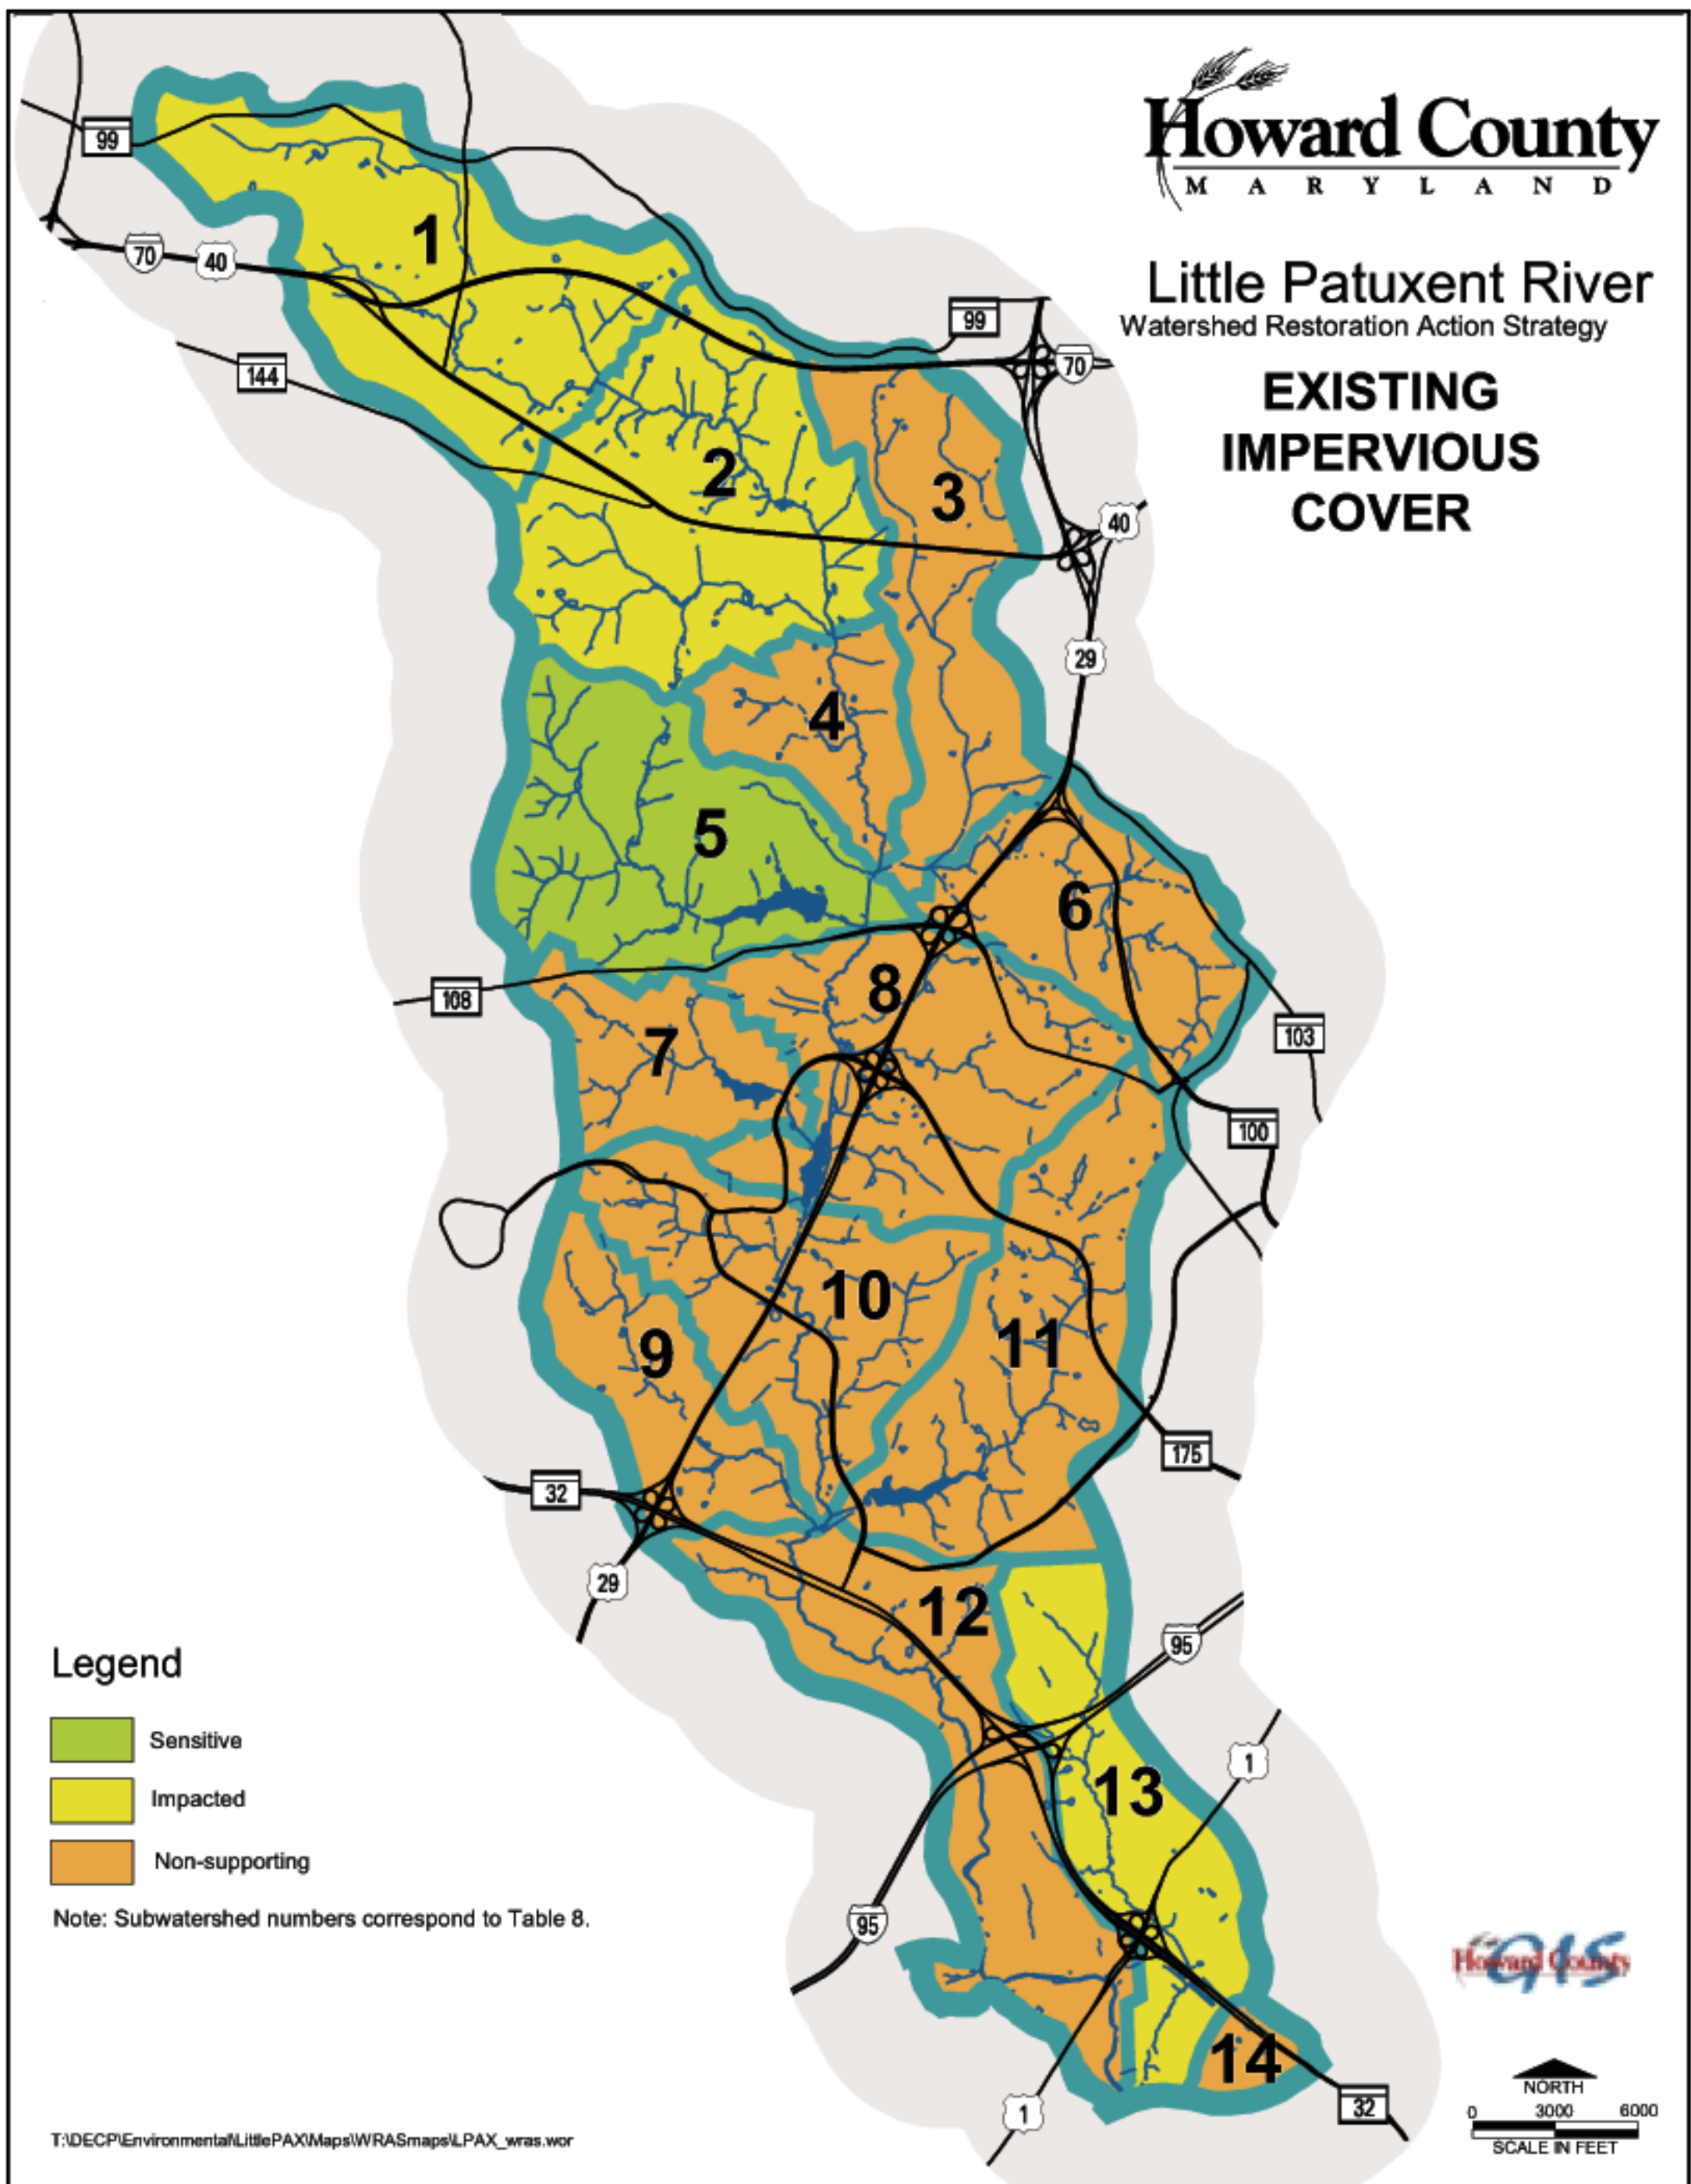 Howard County
MARYLAND
Little Patuxent River
Watershed Restoration Action Strategy
EXISTING
IMPERVIOUS
COVER
99
70
40
1
144
99
70
2
3
40
29
4
5
6
108
8
7
103
100
10
11
9
175
32
29
12
95
13
1
95
14
1
32
Legend
Sensitive
Impacted
Non-supporting
Note: Subwatershed numbers correspond to Table 8.
Howard County
GIS
NORTH
0 3000 6000
SCALE IN FEET
T:\DECP\Environmental\LittlePAX\Maps\WRASmaps\LPAX_wras.wor